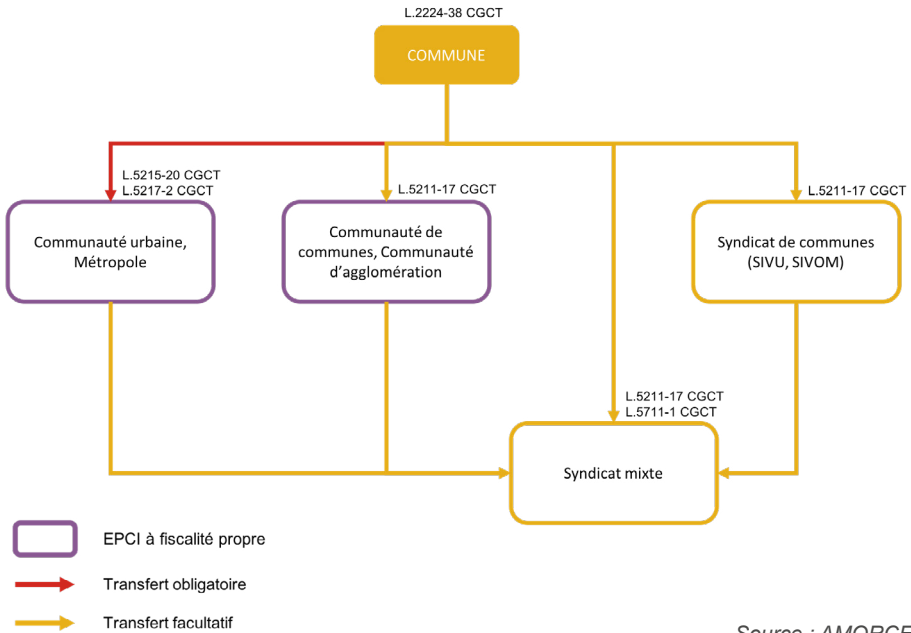 L.2224-38 CGCT
COMMUNE
L.5215-20 CGCT
L.5217-2 CGCT
L.5211-17 CGCT
L.5211-17 CGCT
Communauté urbaine,
Métropole
Communauté de
communes, Communauté
d'agglomération
Syndicat de communes
(SIVU, SIVOM)
L.5211-17 CGCT
L.5711-1 CGCT
Syndicat mixte
EPCI à fiscalité propre
Transfert obligatoire
Transfert facultatif
Source : AMORCE